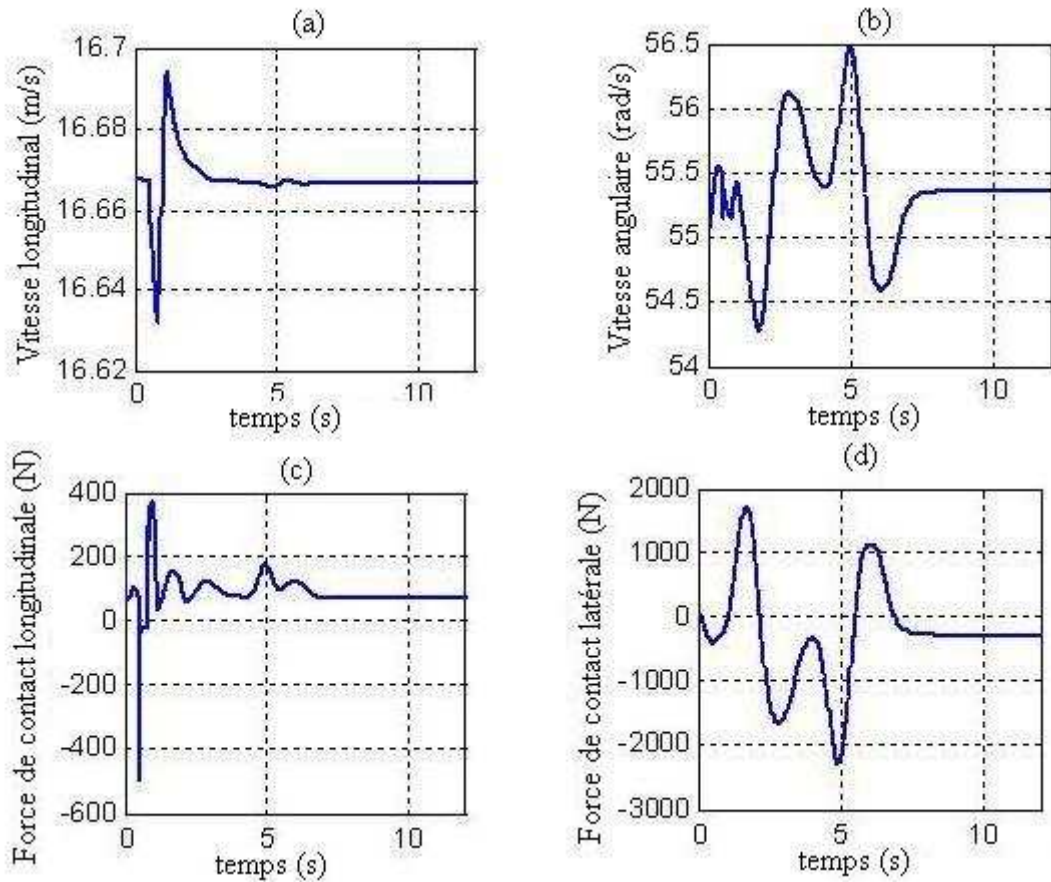 (a)
Vitesse longitudinal (m/s)
16.7
16.68
16.66
16.64
16.62
0
5
10
temps (s)
(b)
Vitesse angulaire (rad/s)
56.5
56
55.5
55
54.5
54
0
5
10
temps (s)
(c)
Force de contact longitudinale (N)
400
200
0
-200
-400
-600
0
5
10
temps (s)
(d)
Force de contact latérale (N)
2000
1000
0
-1000
-2000
-3000
0
5
10
temps (s)